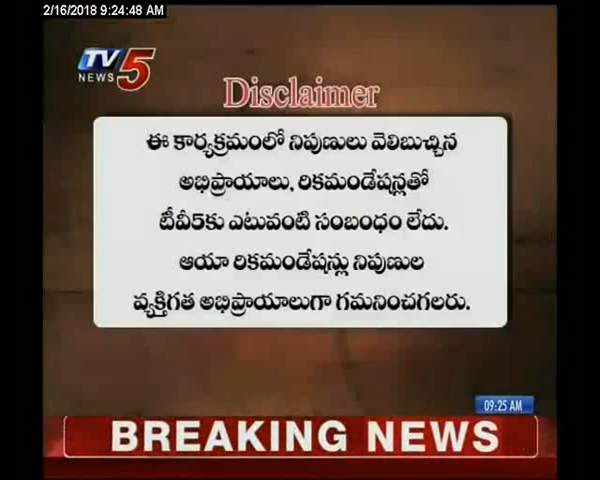 2/16/2018 9:24:48 AM
TV5
NEWS
Disclaimer
ఈ కార్యక్రమంలో నిపుణులు వెలిబుచ్చిన
అభిప్రాయాలు, రికమండేషన్లతో
టీవీ5కు ఎటువంటి సంబంధం లేదు.
ఆయా రికమండేషన్లు నిపుణుల
వ్యక్తిగత అభిప్రాయాలుగా గమనించగలరు.
09:25 AM
BREAKING NEWS